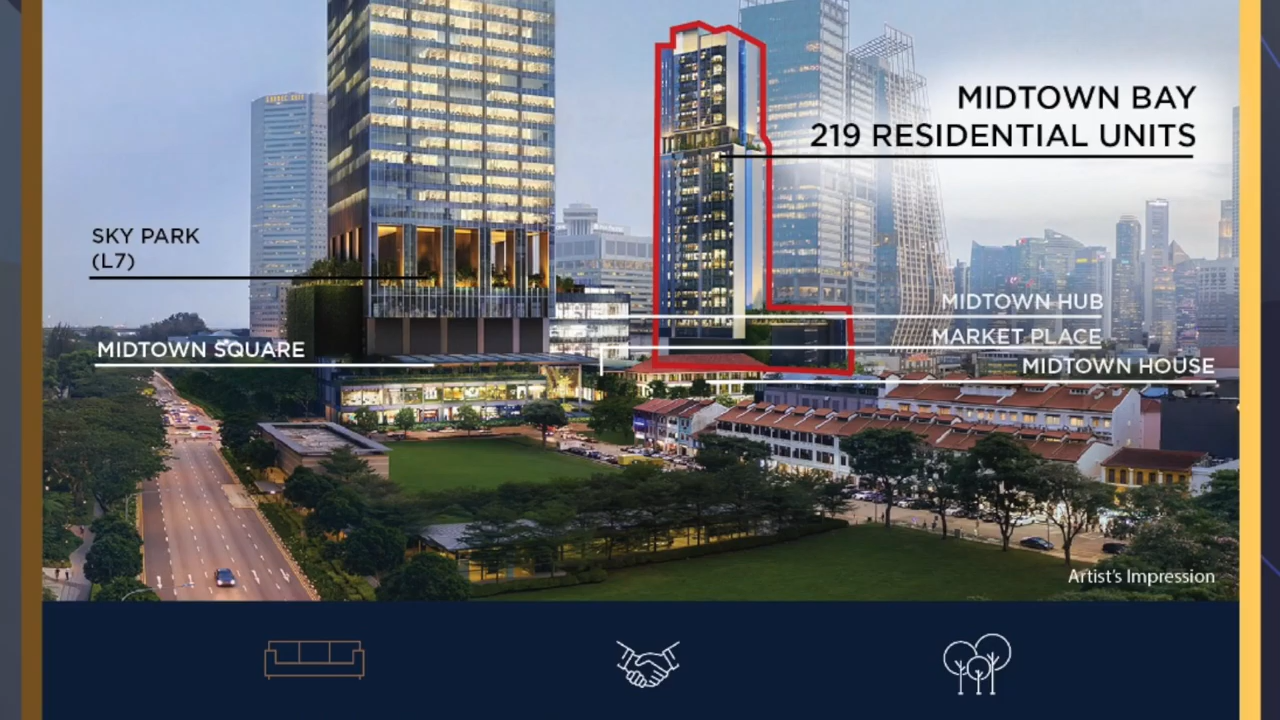 MIDTOWN BAY
219 RESIDENTIAL UNITS
SKY PARK
(L7)
MIDTOWN HUB
MARKET PLACE
MIDTOWN SQUARE
MIDTOWN HOUSE
Artist's Impression